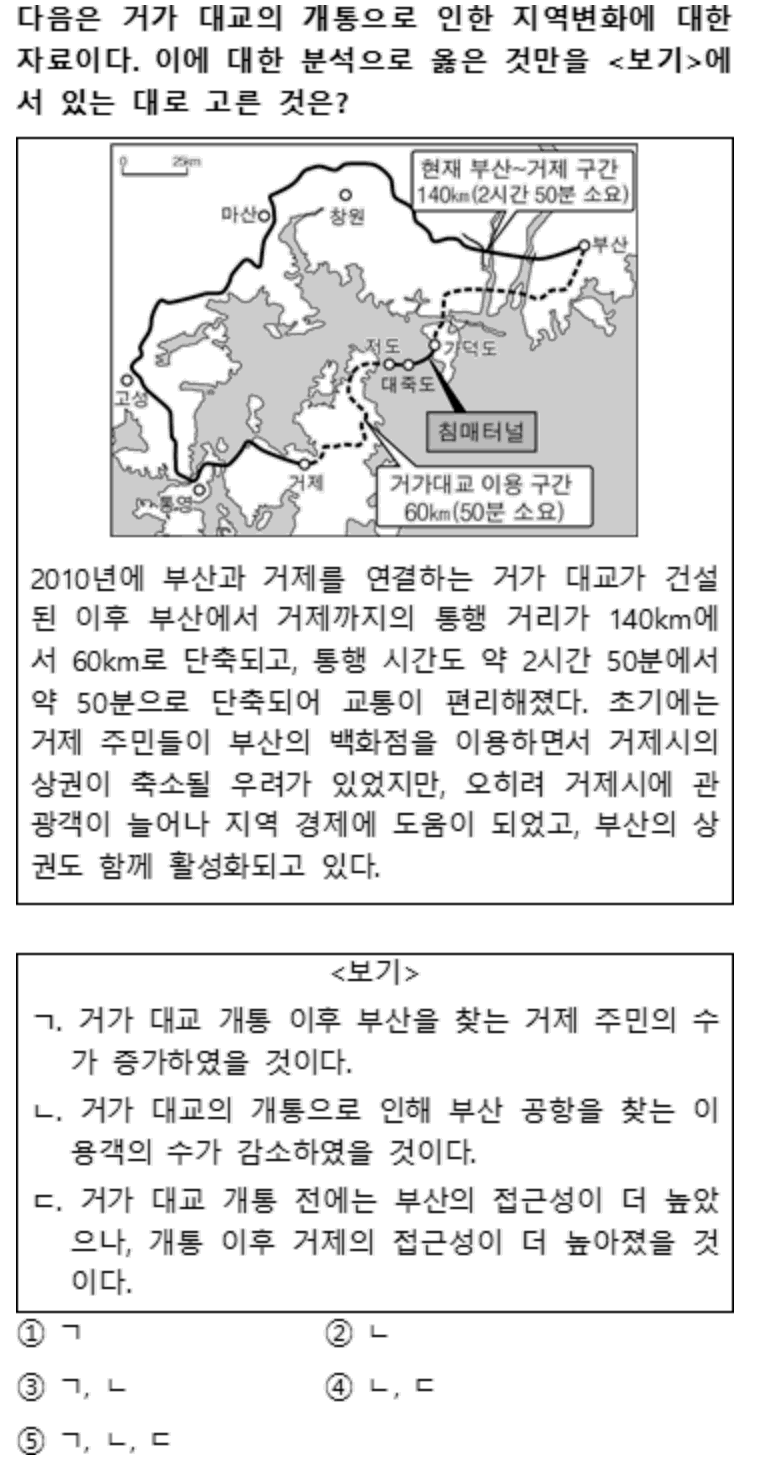 다음은 거가 대교의 개통으로 인한 지역변화에 대한
자료이다. 이에 대한 분석으로 옳은 것만을 <보기>에
서 있는 대로 고른 것은?
0 25km
현재 부산~거제 구간
140km(2시간 50분 소요)
마산
창원
부산
저도
가덕도
대죽도
고성
침매터널
거제
거가대교 이용 구간
통영
60km(50분 소요)
2010년에 부산과 거제를 연결하는 거가 대교가 건설
된 이후 부산에서 거제까지의 통행 거리가 140km에
서 60km로 단축되고, 통행 시간도 약 2시간 50분에서
약 50분으로 단축되어 교통이 편리해졌다. 초기에는
거제 주민들이 부산의 백화점을 이용하면서 거제시의
상권이 축소될 우려가 있었지만, 오히려 거제시에 관
광객이 늘어나 지역 경제에 도움이 되었고, 부산의 상
권도 함께 활성화되고 있다.
<보기>
ㄱ. 거가 대교 개통 이후 부산을 찾는 거제 주민의 수
가 증가하였을 것이다.
ㄴ. 거가 대교의 개통으로 인해 부산 공항을 찾는 이
용객의 수가 감소하였을 것이다.
ㄷ. 거가 대교 개통 전에는 부산의 접근성이 더 높았
으나, 개통 이후 거제의 접근성이 더 높아졌을 것
이다.
① ㄱ ② ㄴ
③ ㄱ, ㄴ ④ ㄴ, ㄷ
⑤ ㄱ, ㄴ, ㄷ